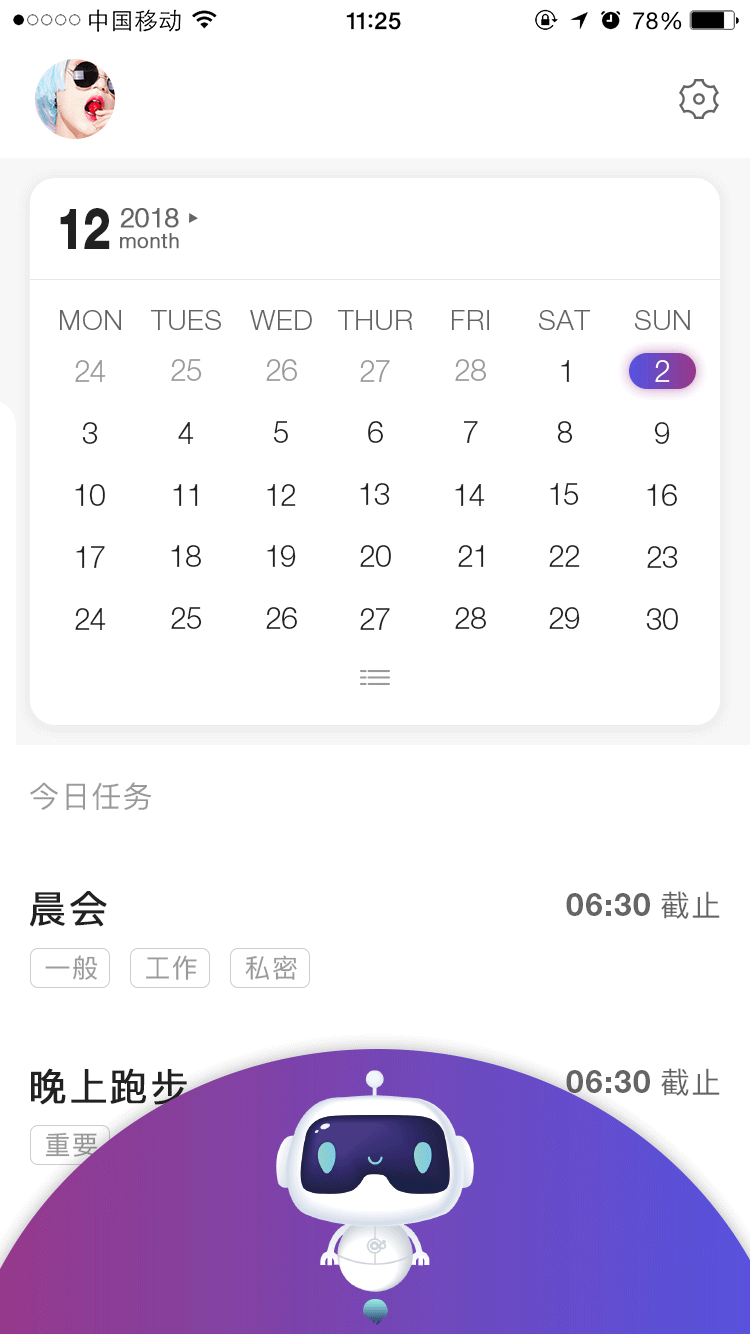 中国移动 11:25 78%
12 2018
month
MON TUES WED THUR FRI SAT SUN
24 25 26 27 28 1 2
3 4 5 6 7 8 9
10 11 12 13 14 15 16
17 18 19 20 21 22 23
24 25 26 27 28 29 30
今日任务
晨会 06:30 截止
一般 工作 私密
晚上跑步 06:30 截止
重要